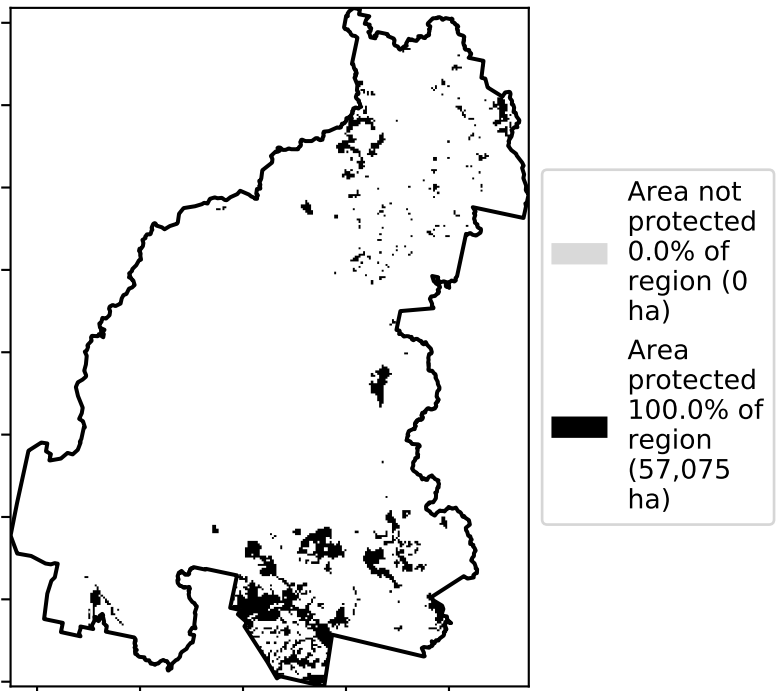 Area not
protected
0.0% of
region (0
ha)
Area
protected
100.0% of
region
(57,075
ha)